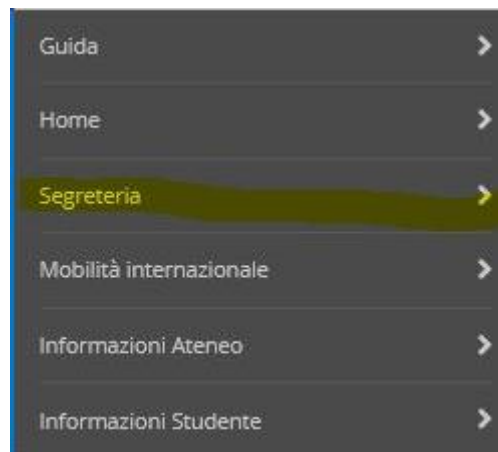 Guida
Home
Segreteria
Mobilità internazionale
Informazioni Ateneo
Informazioni Studente